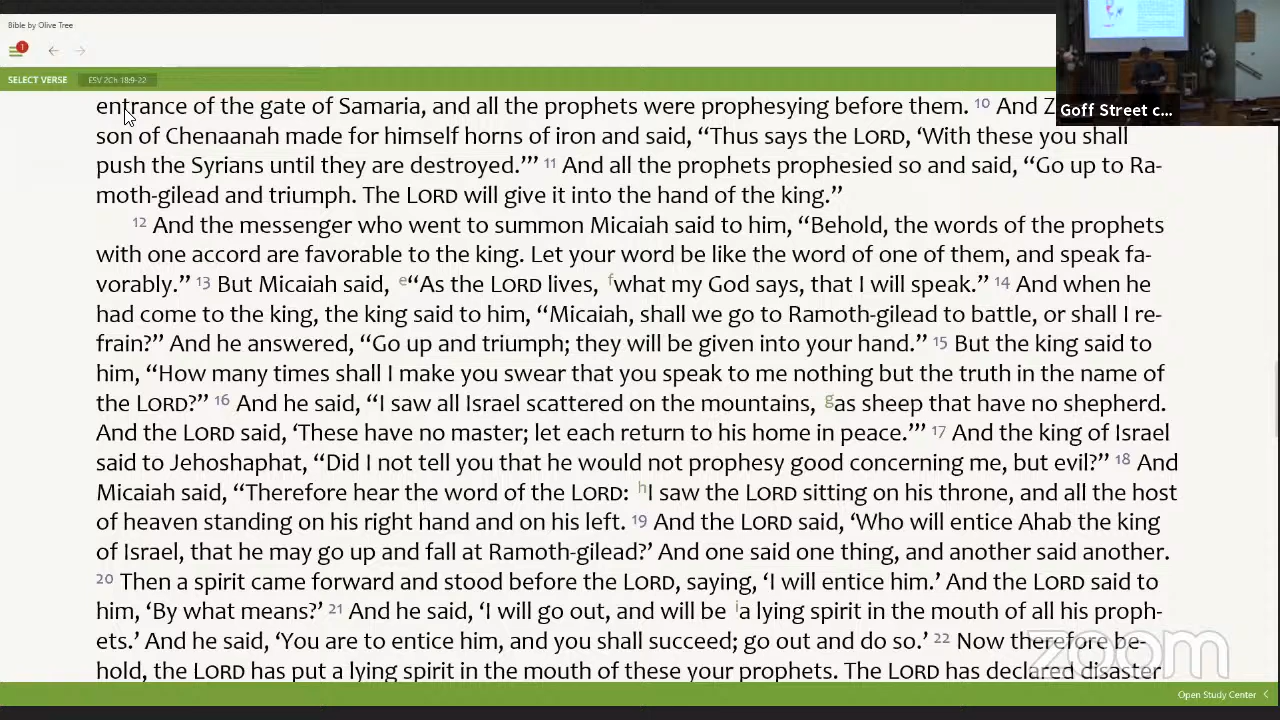 Bible by Olive Tree
1
SELECT VERSE ESV 2Ch 18:9-22
Goff Street c...
entrance of the gate of Samaria, and all the prophets were prophesying before them. 10 And Z
son of Chenaanah made for himself horns of iron and said, “Thus says the LORD, ‘With these you shall
push the Syrians until they are destroyed.’” 11 And all the prophets prophesied so and said, “Go up to Ra-
moth-gilead and triumph. The LORD will give it into the hand of the king.”
12 And the messenger who went to summon Micaiah said to him, “Behold, the words of the prophets
with one accord are favorable to the king. Let your word be like the word of one of them, and speak fa-
vorably.” 13 But Micaiah said, e“As the LORD lives, fwhat my God says, that I will speak.” 14 And when he
had come to the king, the king said to him, “Micaiah, shall we go to Ramoth-gilead to battle, or shall I re-
frain?” And he answered, “Go up and triumph; they will be given into your hand.” 15 But the king said to
him, “How many times shall I make you swear that you speak to me nothing but the truth in the name of
the LORD?” 16 And he said, “I saw all Israel scattered on the mountains, gas sheep that have no shepherd.
And the LORD said, ‘These have no master; let each return to his home in peace.’” 17 And the king of Israel
said to Jehoshaphat, “Did I not tell you that he would not prophesy good concerning me, but evil?” 18 And
Micaiah said, “Therefore hear the word of the LORD: hI saw the LORD sitting on his throne, and all the host
of heaven standing on his right hand and on his left. 19 And the LORD said, ‘Who will entice Ahab the king
of Israel, that he may go up and fall at Ramoth-gilead?’ And one said one thing, and another said another.
20 Then a spirit came forward and stood before the LORD, saying, ‘I will entice him.’ And the LORD said to
him, ‘By what means?’ 21 And he said, ‘I will go out, and will be ia lying spirit in the mouth of all his proph-
ets.’ And he said, ‘You are to entice him, and you shall succeed; go out and do so.’ 22 Now therefore be-
hold, the LORD has put a lying spirit in the mouth of these your prophets. The LORD has declared disaster
zoom
Open Study Center